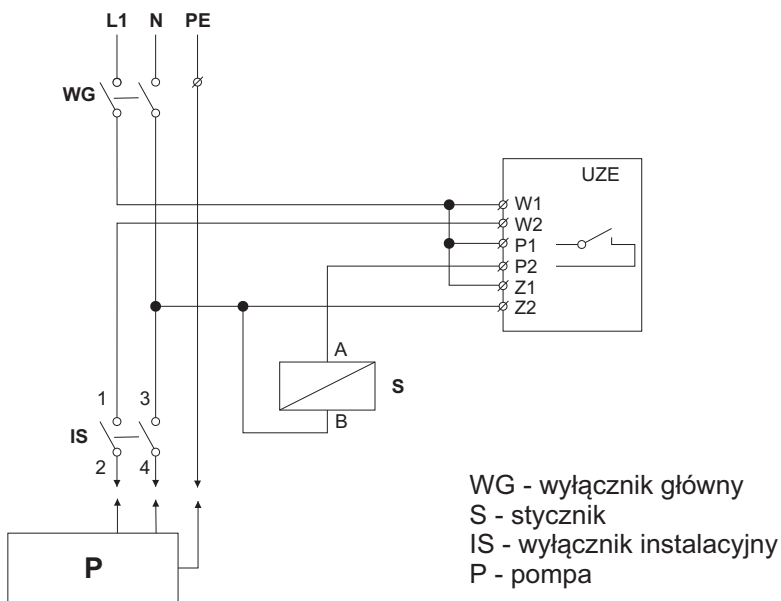 L1 N PE
WG
UZE
W1
W2
P1
P2
Z1
Z2
A
S
B
1 3
IS
2 4
P
WG - wyłącznik główny
S - stycznik
IS - wyłącznik instalacyjny
P - pompa